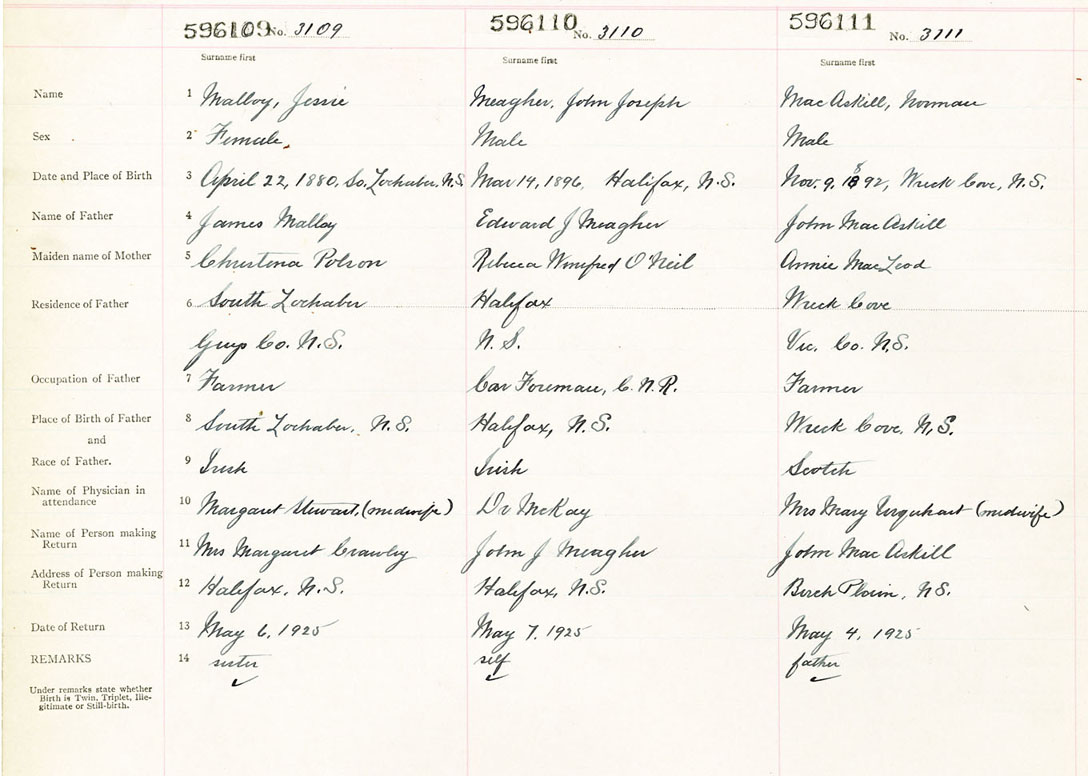 596109 No. 3109
596110 No. 3110
596111 No. 3111
Surname first
Surname first
Surname first
Name 1 Malloy, Jessie
Meagher, John Joseph
MacAskill, Norman
Sex 2 Female
Male
Male
Date and Place of Birth 3 April 22, 1880, So. Lochaber, N.S.
Mar 14, 1896, Halifax, N.S.
Nov. 9, 1892, Wreck Cove, N.S.
Name of Father 4 James Malloy
Edward J Meagher
John MacAskill
Maiden name of Mother 5 Christena Polson
Rebecca Winifred O'Neil
Annie MacLeod
Residence of Father 6 South Lochaber
Halifax
Wreck Cove
Guys Co. N.S.
N.S.
Vic. Co. N.S.
Occupation of Father 7 Farmer
Car Foreman, C.N.R.
Farmer
Place of Birth of Father 8 South Lochaber, N.S.
Halifax, N.S.
Wreck Cove, N.S.
and
Race of Father. 9 Irish
Irish
Scotch
Name of Physician in
attendance 10 Margaret Stewart, (midwife)
Dr McKay
Mrs Mary Urquhart (midwife)
Name of Person making
Return 11 Mrs Margaret Crawley
John J Meagher
John MacAskill
Address of Person making
Return 12 Halifax, N.S.
Halifax, N.S.
Birch Plain, N.S.
Date of Return 13 May 6, 1925
May 7, 1925
May 4, 1925
REMARKS 14 sister
self
father
Under remarks state whether
Birth is Twin, Triplet, Ille-
gitimate or Still-birth.